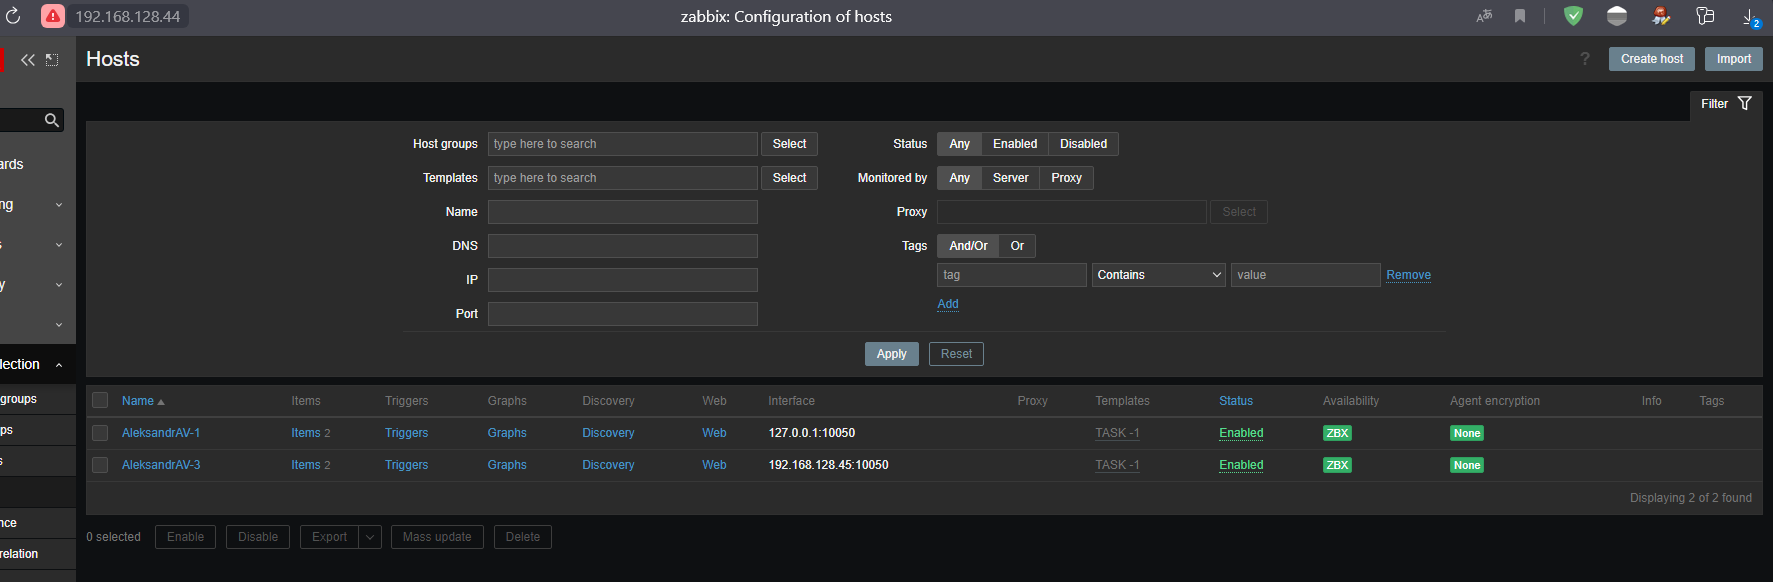 192.168.128.44 zabbix: Configuration of hosts 2
Hosts ? Create host Import
Filter
ards
ng
s
y
lection
groups
ps
s
nce
relation
Host groups type here to search Select Status Any Enabled Disabled
Templates type here to search Select Monitored by Any Server Proxy
Name Proxy Select
DNS Tags And/Or Or
IP tag Contains value Remove
Add
Port
Apply Reset
Name Items Triggers Graphs Discovery Web Interface Proxy Templates Status Availability Agent encryption Info Tags
AleksandrAV-1 Items 2 Triggers Graphs Discovery Web 127.0.0.1:10050 TASK -1 Enabled ZBX None
AleksandrAV-3 Items 2 Triggers Graphs Discovery Web 192.168.128.45:10050 TASK -1 Enabled ZBX None
Displaying 2 of 2 found
0 selected Enable Disable Export Mass update Delete